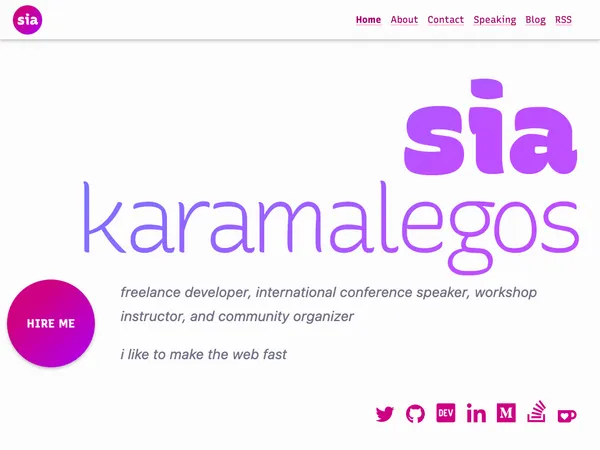 sia
Home About Contact Speaking Blog RSS
sia
karamalegos
HIRE ME
freelance developer, international conference speaker, workshop
instructor, and community organizer
i like to make the web fast
DEV in M